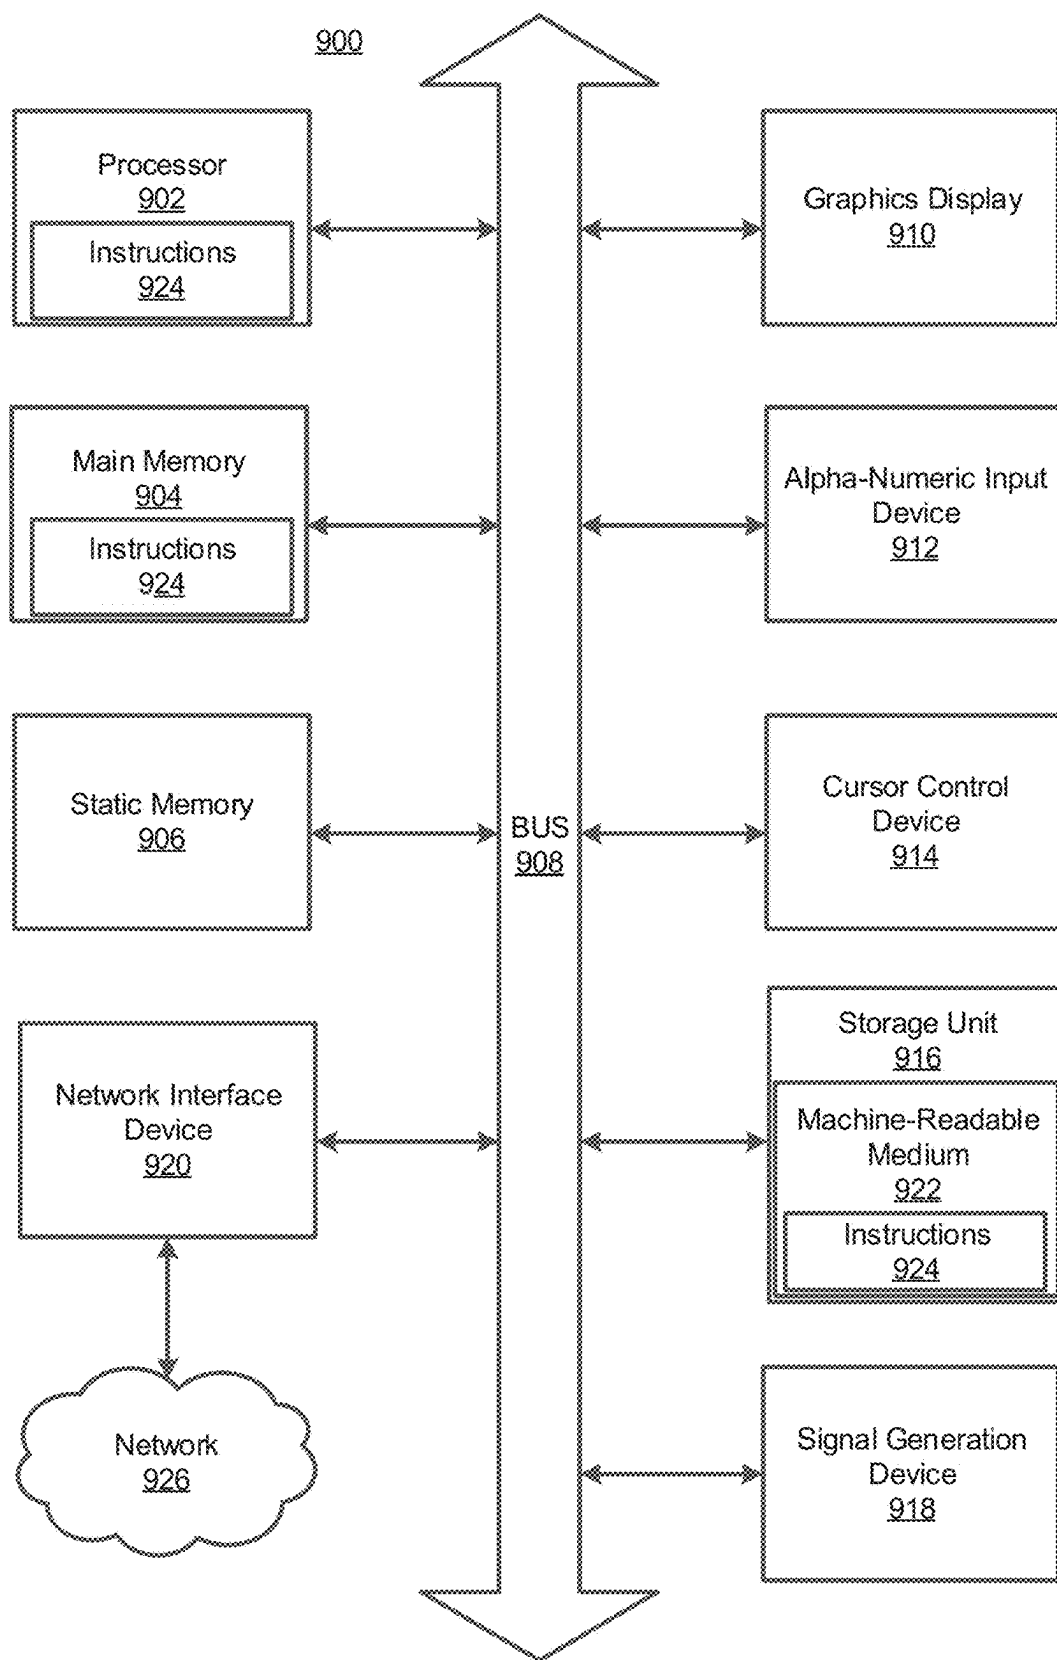 900
Processor
902
Instructions
924
Main Memory
904
Instructions
924
Static Memory
906
Network Interface
Device
920
Network
926
BUS
908
Graphics Display
910
Alpha-Numeric Input
Device
912
Cursor Control
Device
914
Storage Unit
916
Machine-Readable
Medium
922
Instructions
924
Signal Generation
Device
918